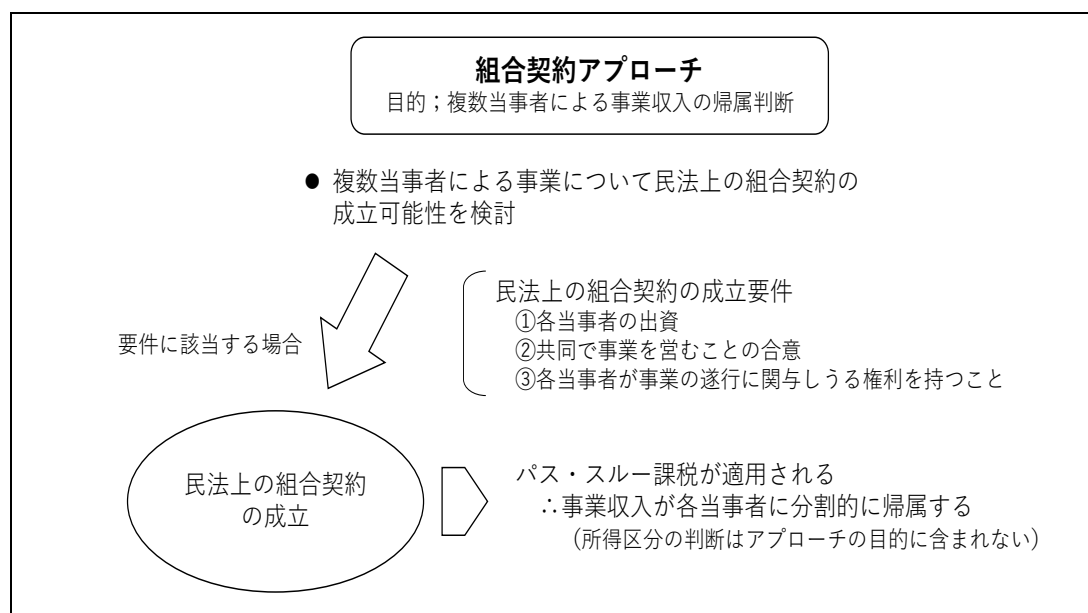 組合契約アプローチ
目的；複数当事者による事業収入の帰属判断
● 複数当事者による事業について民法上の組合契約の
成立可能性を検討
民法上の組合契約の成立要件
①各当事者の出資
②共同で事業を営むことの合意
③各当事者が事業の遂行に関与しうる権利を持つこと
要件に該当する場合
民法上の組合契約
の成立
パス・スルー課税が適用される
∴事業収入が各当事者に分割的に帰属する
（所得区分の判断はアプローチの目的に含まれない）